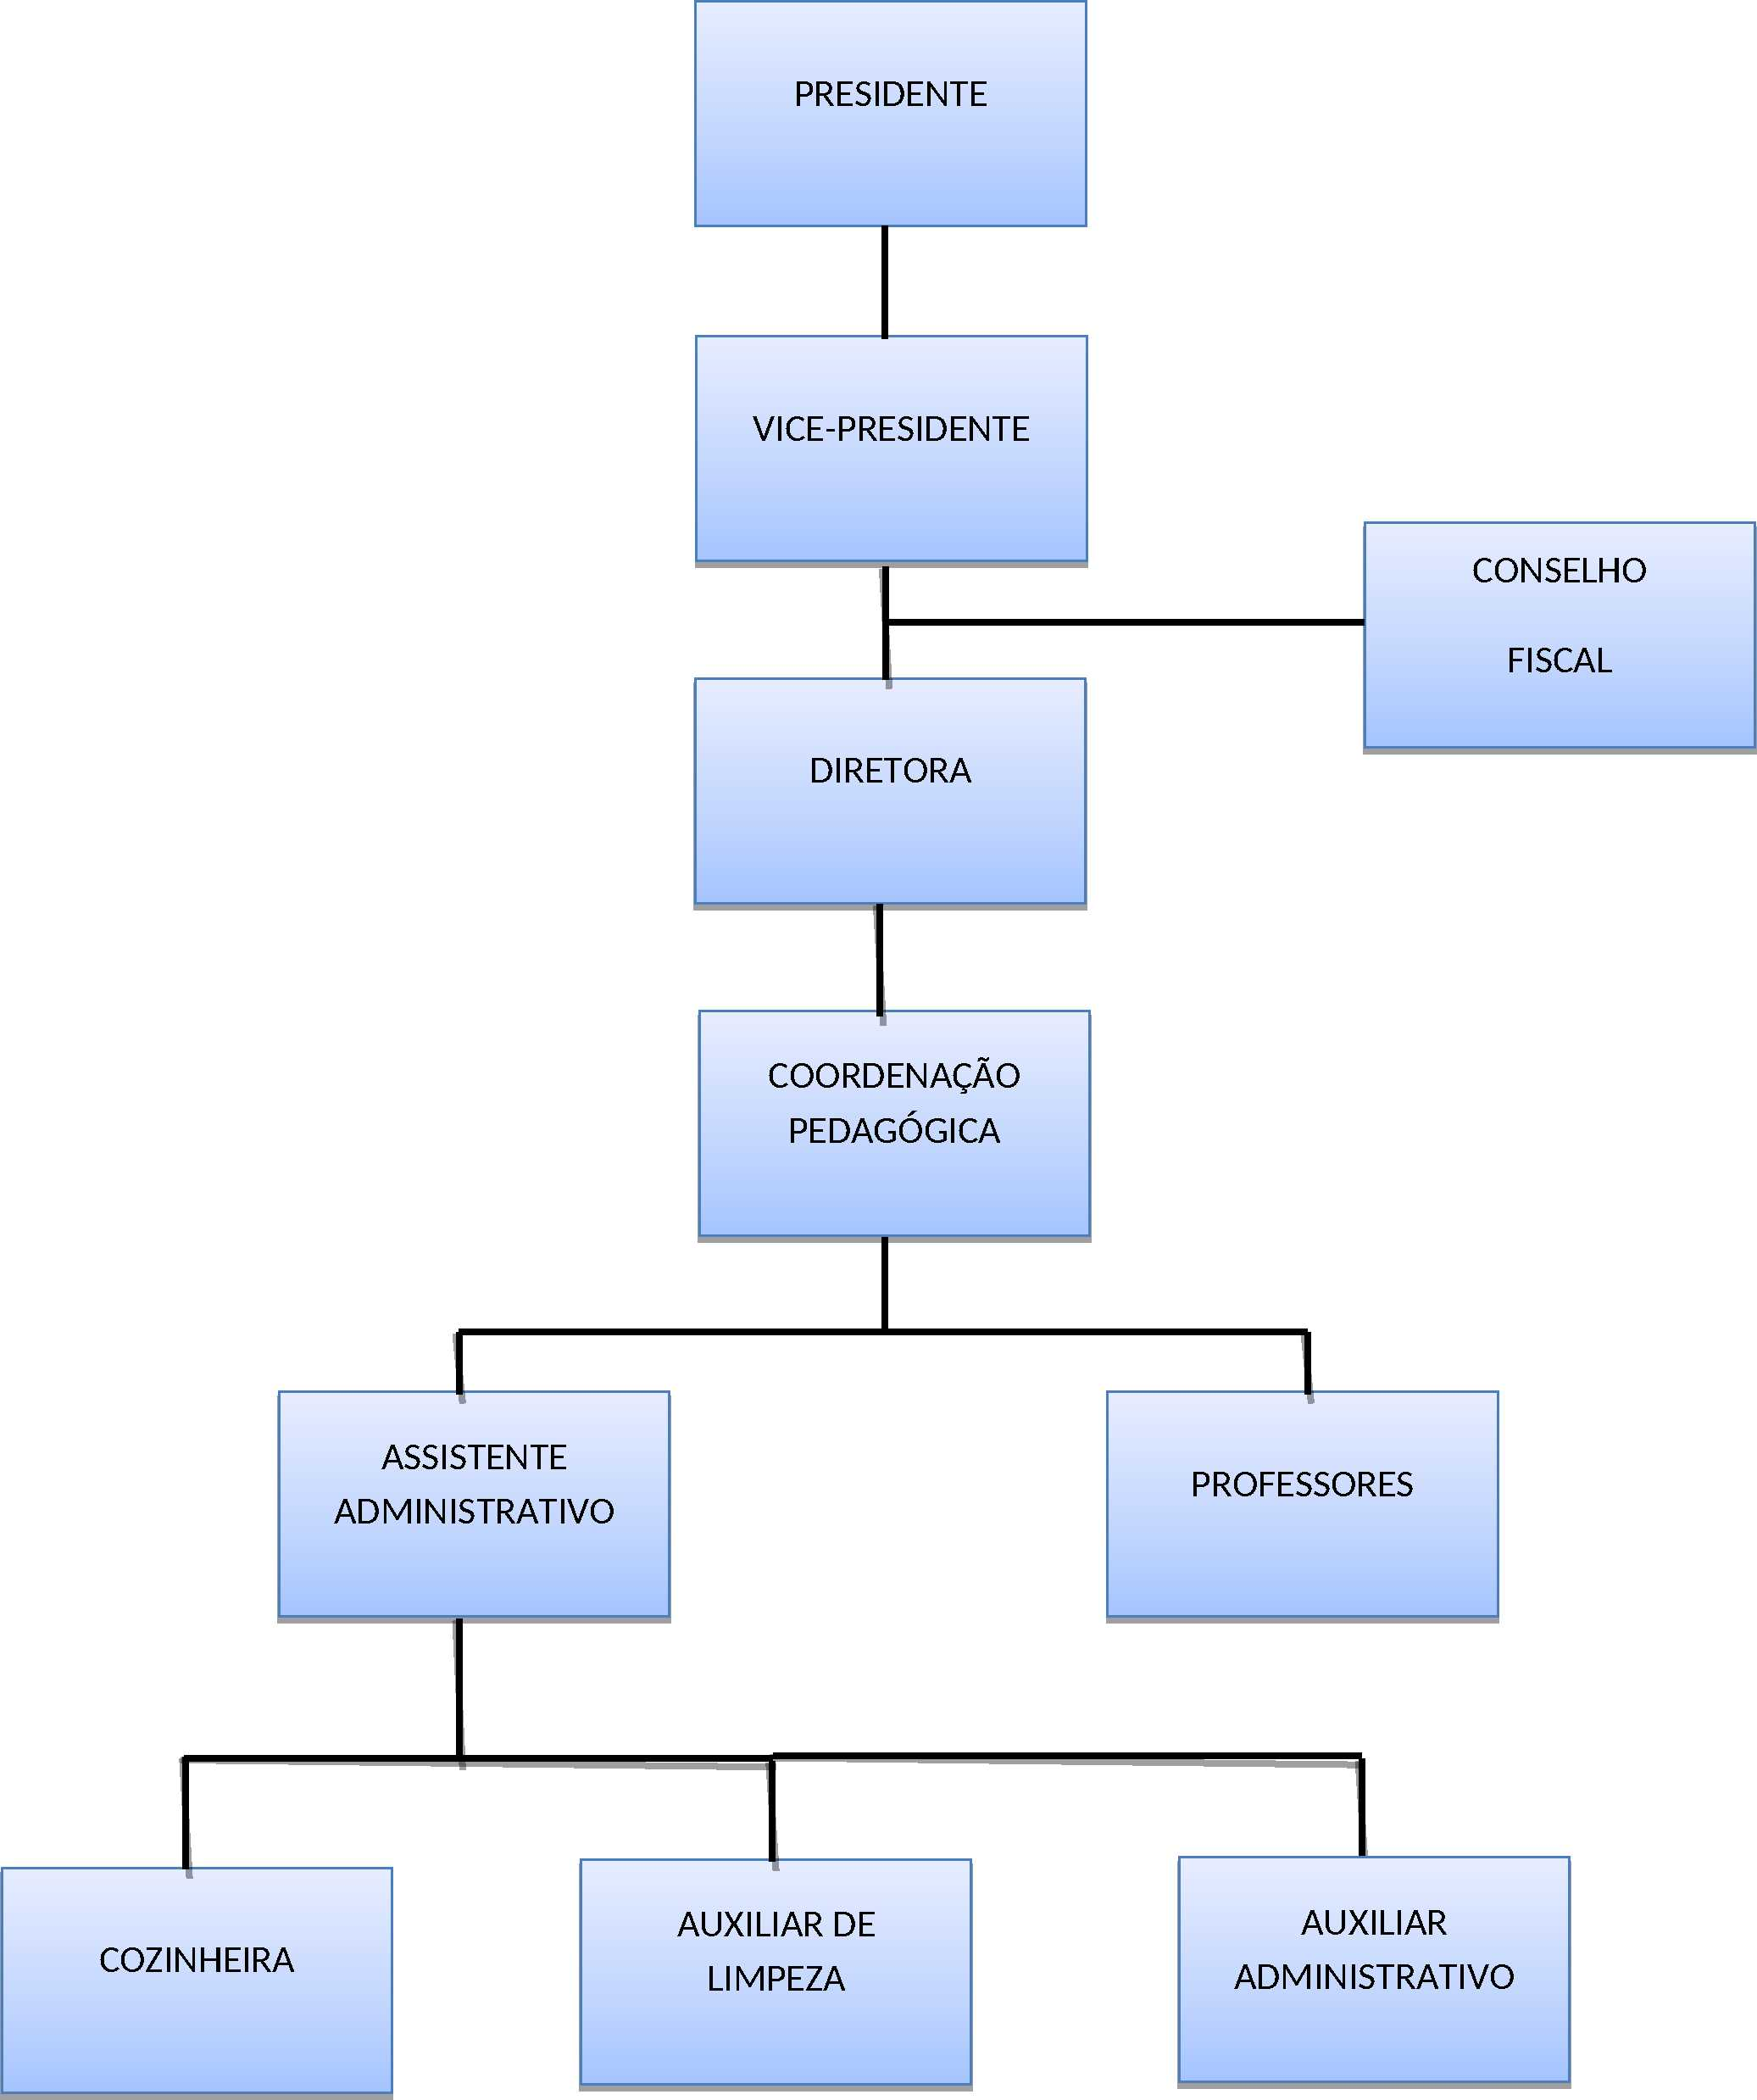 PRESIDENTE
VICE-PRESIDENTE
CONSELHO
FISCAL
DIRETORA
COORDENAÇÃO
PEDAGÓGICA
ASSISTENTE
ADMINISTRATIVO
PROFESSORES
COZINHEIRA
AUXILIAR DE
LIMPEZA
AUXILIAR
ADMINISTRATIVO